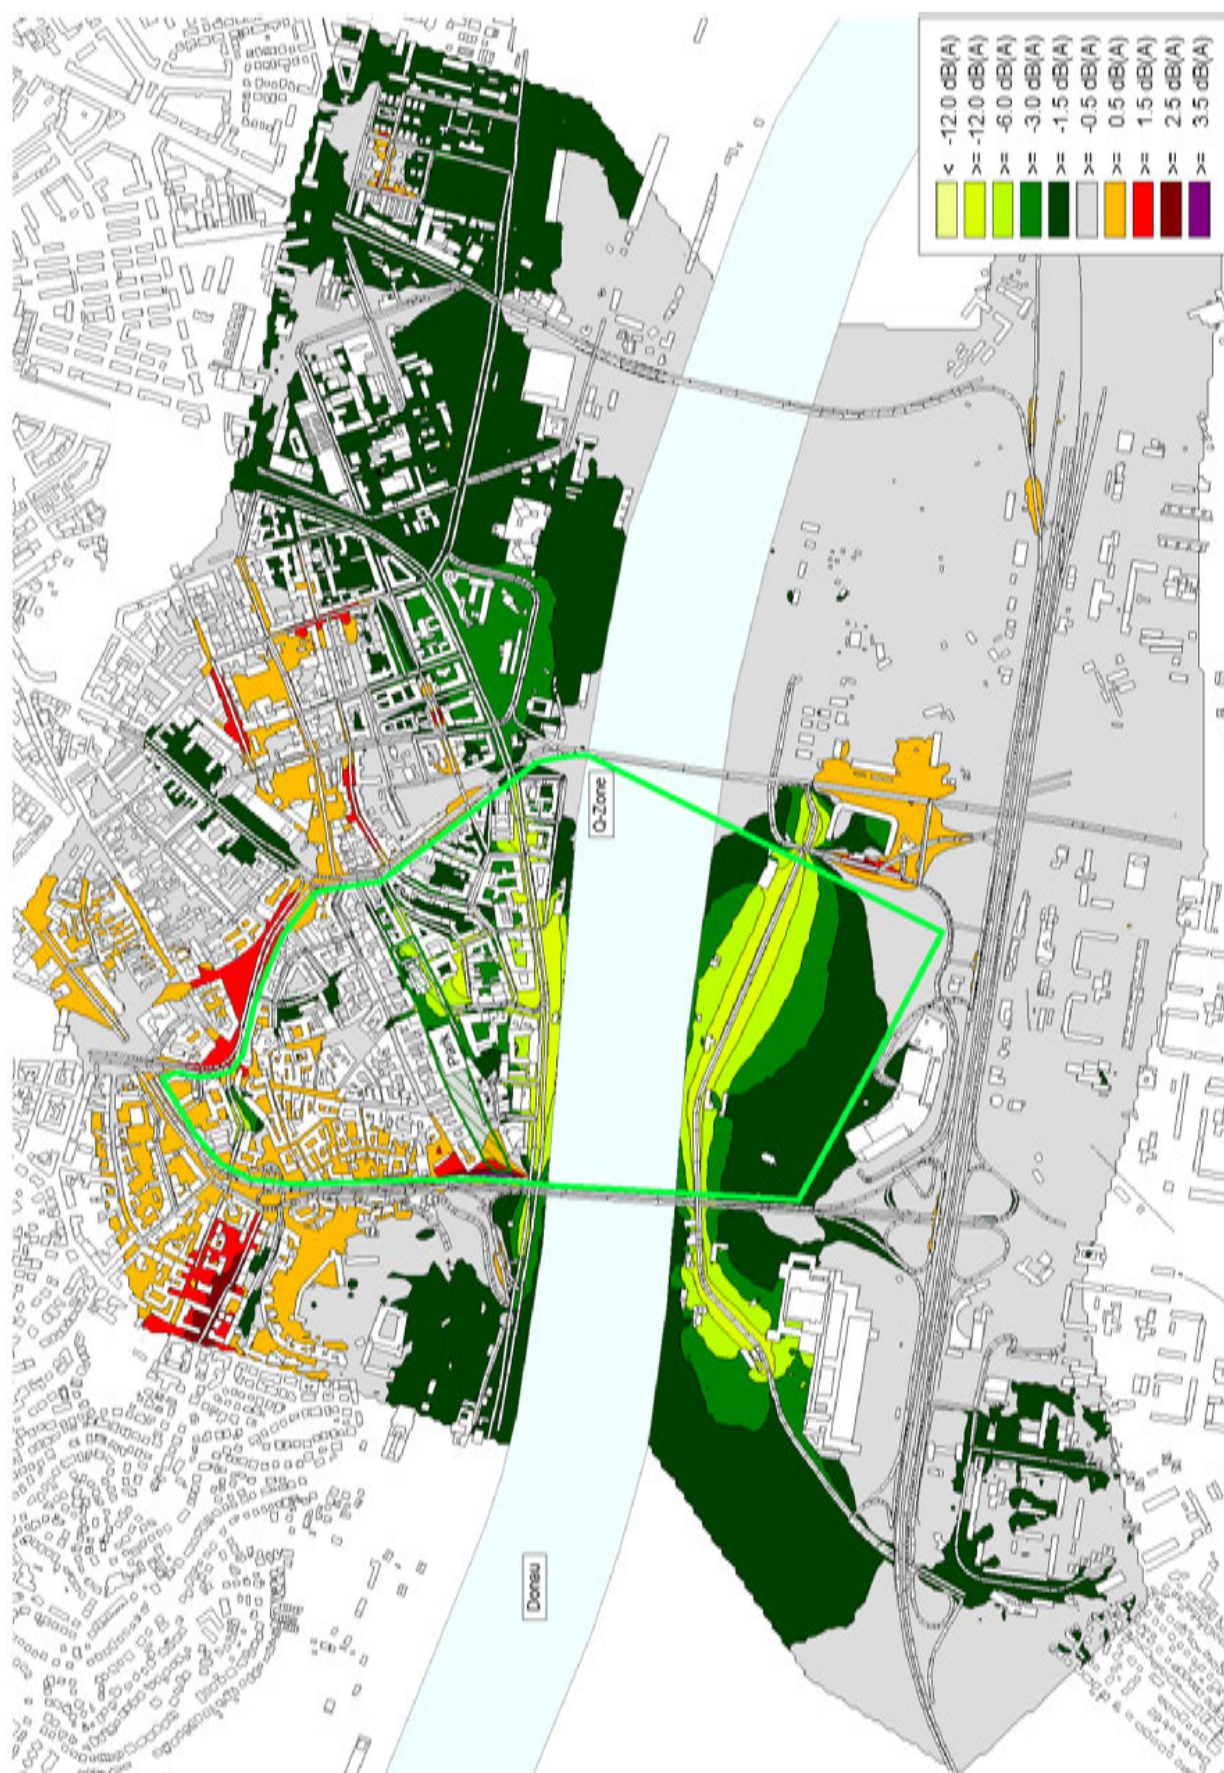 < -12.0 dB(A)
>= -12.0 dB(A)
>= -6.0 dB(A)
>= -3.0 dB(A)
>= -1.5 dB(A)
>= -0.5 dB(A)
>= 0.5 dB(A)
>= 1.5 dB(A)
>= 2.5 dB(A)
>= 3.5 dB(A)
Q-Zone
Park
Donau